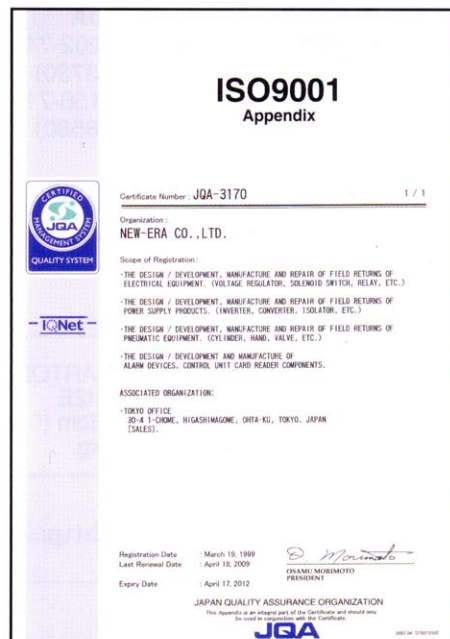 ISO9001
Appendix
Certificate Number : JQA-3170
1 / 1
Organization :
NEW-ERA CO.,LTD.
Scope of Registration:
·THE DESIGN / DEVELOPMENT, MANUFACTURE AND REPAIR OF FIELD RETURNS OF
ELECTRICAL EQUIPMENT. (VOLTAGE REGULATOR, SOLENOID SWITCH, RELAY, ETC.)
·THE DESIGN / DEVELOPMENT, MANUFACTURE AND REPAIR OF FIELD RETURNS OF
POWER SUPPLY PRODUCTS. (INVERTER, CONVERTER, ISOLATOR, ETC.)
·THE DESIGN / DEVELOPMENT, MANUFACTURE AND REPAIR OF FIELD RETURNS OF
PNEUMATIC EQUIPMENT. (CYLINDER, HAND, VALVE, ETC.)
·THE DESIGN / DEVELOPMENT AND MANUFACTURE OF
ALARM DEVICES, CONTROL UNIT CARD READER COMPONENTS.
ASSOCIATED ORGANIZATION:
·TOKYO OFFICE
30-4 1-CHOME, HIGASHIMAGOME, OHTA-KU, TOKYO, JAPAN
[SALES].
CERTIFIED
MANAGEMENT SYSTEM
JQA
QUALITY SYSTEM
IQNet
Registration Date : March 19, 1999
Last Renewal Date : April 18, 2009
Expiry Date : April 17, 2012
O. Morimoto
OSAMU MORIMOTO
PRESIDENT
JAPAN QUALITY ASSURANCE ORGANIZATION
This Appendix is an integral part of the Certificate and should only
be used in conjunction with the Certificate.
JQA